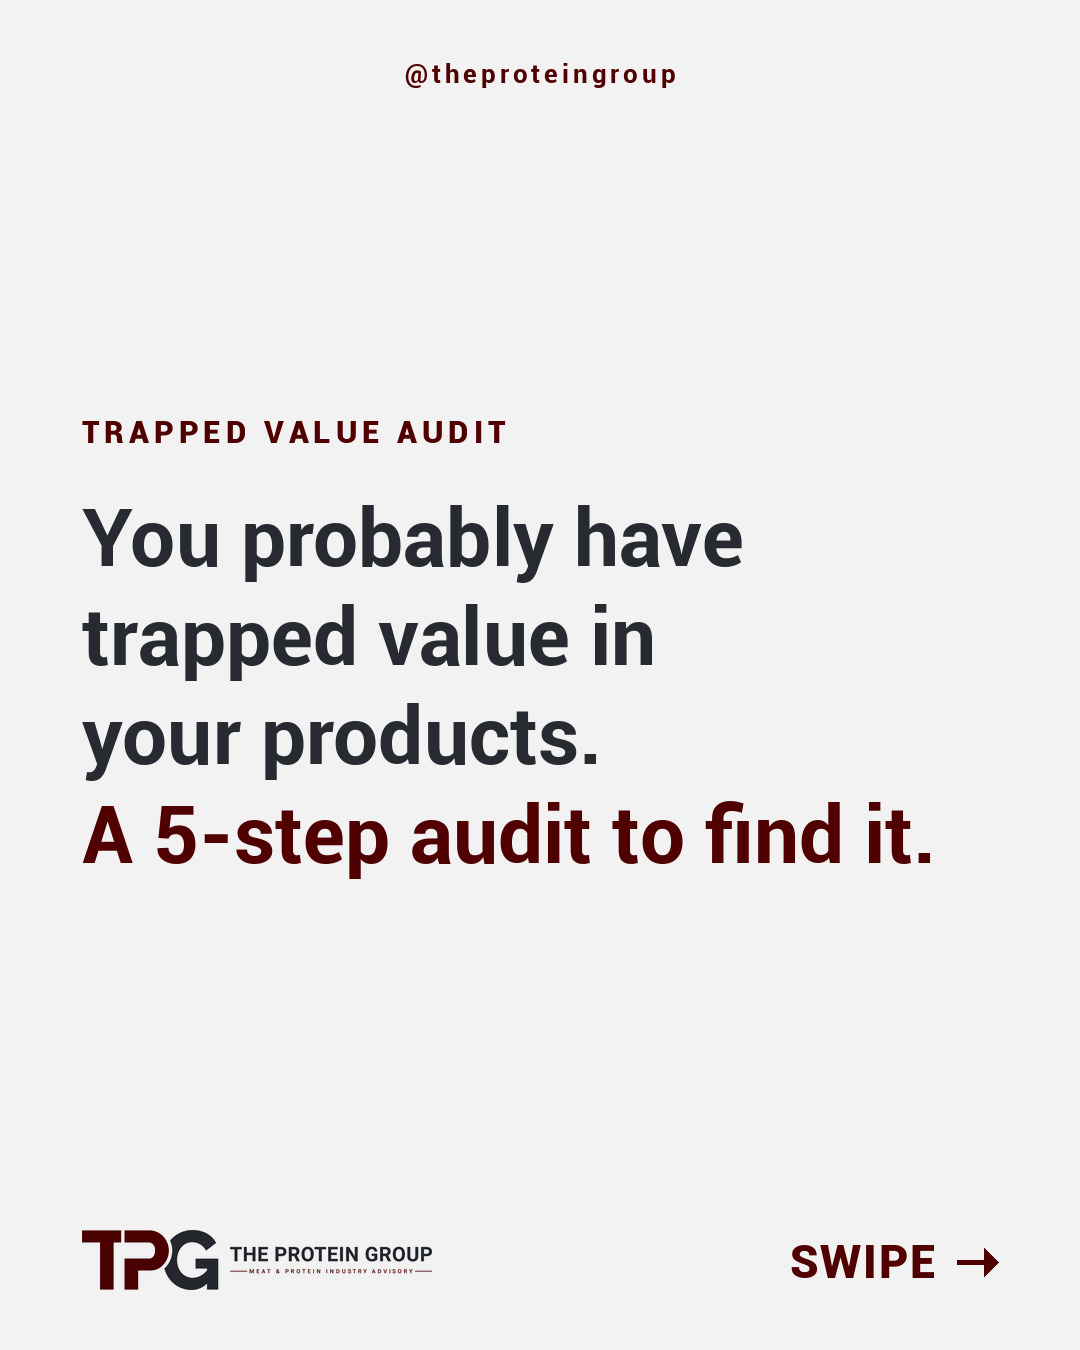 @theproteingroup
TRAPPED VALUE AUDIT
You probably have
trapped value in
your products.
A 5-step audit to find it.
TPG THE PROTEIN GROUP
MEAT & PROTEIN INDUSTRY ADVISORY
SWIPE